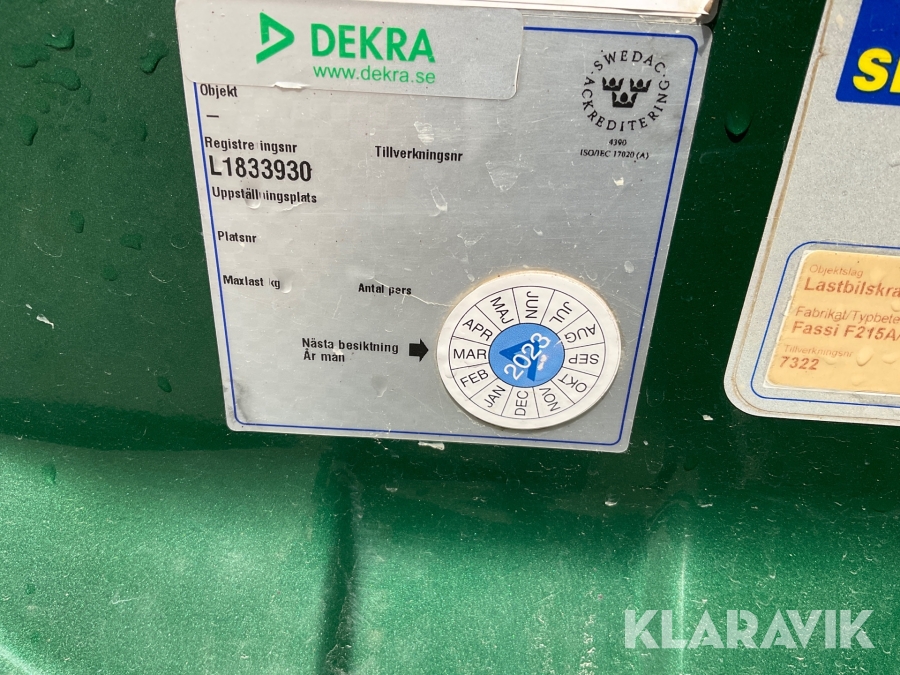 DEKRA
www.dekra.se
SWEDAC
ACKREDITERING
4390
ISO/IEC 17020 (A)
Objekt
–
Registre ingsnr
L1833930
Tillverkningsnr
Uppställningsplats
Platsnr
Maxlast kg
Antal pers
Nästa besiktning
År mån
JAN
FEB
MAR
APR
MAJ
JUN
JUL
AUG
SEP
OKT
NOV
DEC
2023
Objektslag
Lastbilskra
Fabrikat/Typbete
Fassi F215A
Tillverkningsnr
7322
KLARAVIK